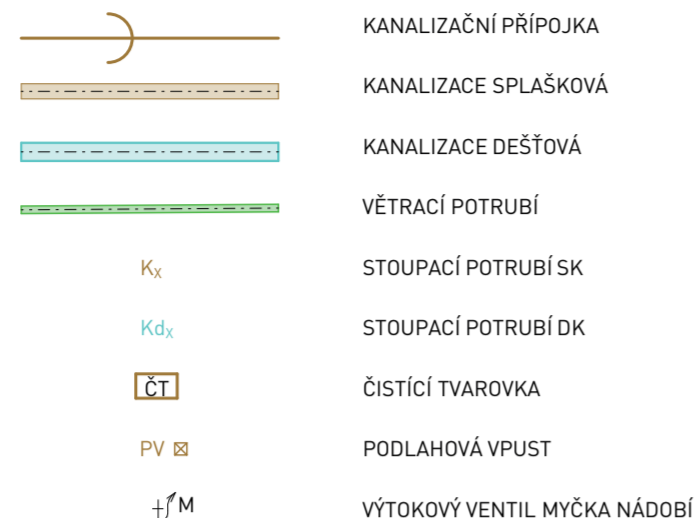 KANALIZAČNÍ PŘÍPOJKA
KANALIZACE SPLAŠKOVÁ
KANALIZACE DEŠŤOVÁ
VĚTRACÍ POTRUBÍ
Kx STOUPACÍ POTRUBÍ SK
Kdx STOUPACÍ POTRUBÍ DK
ČT ČISTÍCÍ TVAROVKA
PV PODLAHOVÁ VPUST
M VÝTOKOVÝ VENTIL MYČKA NÁDOBÍ